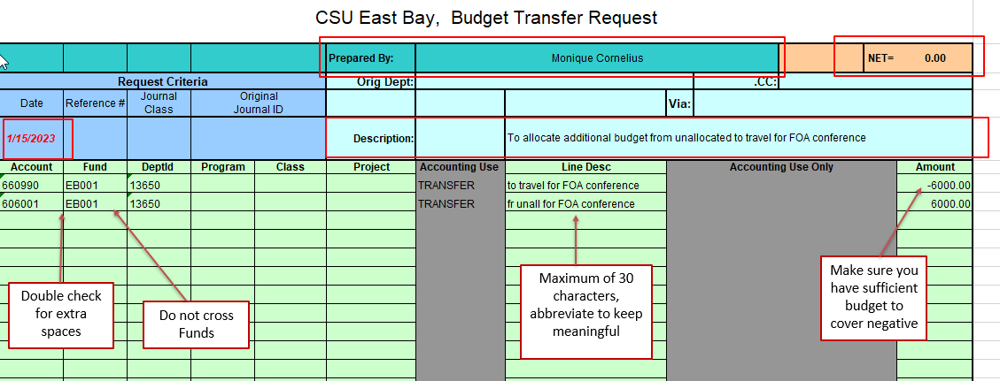 CSU East Bay,  Budget Transfer Request
Prepared By: Monique Cornelius NET= 0.00
Request Criteria Orig Dept: .CC:
Date Reference # Journal Class Original Journal ID Via:
1/15/2023 Description: To allocate additional budget from unallocated to travel for FOA conference
Account Fund DeptId Program Class Project Accounting Use Line Desc Accounting Use Only Amount
660990 EB001 13650 TRANSFER to travel for FOA conference -6000.00
606001 EB001 13650 TRANSFER fr unall for FOA conference 6000.00
Double check
for extra
spaces
Do not cross
Funds
Maximum of 30
characters,
abbreviate to keep
meaningful
Make sure you
have sufficient
budget to
cover negative